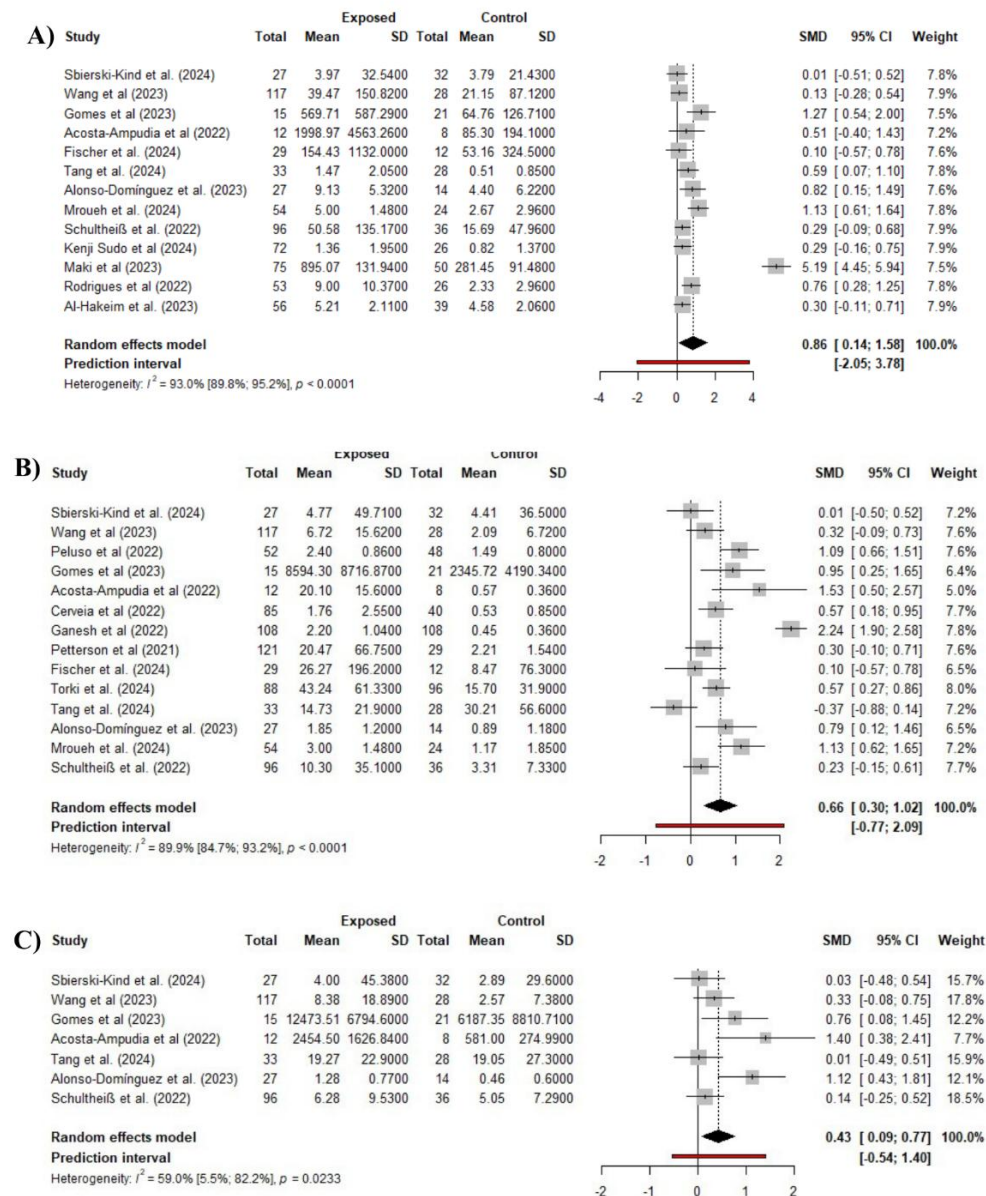 Exposed Control
A) Study Total Mean SD Total Mean SD SMD 95% CI Weight
Sbierski-Kind et al. (2024) 27 3.97 32.5400 32 3.79 21.4300 0.01 [-0.51; 0.52] 7.8%
Wang et al (2023) 117 39.47 150.8200 28 21.15 87.1200 0.13 [-0.28; 0.54] 7.9%
Gomes et al (2023) 15 569.71 587.2900 21 64.76 126.7100 1.27 [ 0.54; 2.00] 7.4%
Acosta-Ampudia et al (2022) 12 1998.97 4563.2600 8 85.30 194.1000 0.51 [-0.40; 1.43] 7.2%
Fischer et al. (2024) 29 154.43 1132.0000 12 53.16 324.5000 0.10 [-0.57; 0.78] 7.6%
Tang et al. (2024) 33 1.47 2.0500 28 0.51 0.8500 0.59 [ 0.07; 1.10] 7.8%
Alonso-Domínguez et al. (2023) 27 9.13 5.3200 14 4.40 6.2200 0.82 [ 0.15; 1.49] 7.6%
Mroueh et al. (2024) 54 5.00 1.4800 24 2.67 2.9600 1.13 [ 0.61; 1.64] 7.8%
Schultheiß et al. (2022) 96 50.58 135.1700 36 15.69 47.9600 0.29 [-0.09; 0.68] 7.9%
Kenji Sudo et al (2024) 72 1.36 1.9500 26 0.82 1.3700 0.29 [-0.16; 0.75] 7.9%
Maki et al (2023) 75 895.07 131.9400 50 281.45 91.4800 5.19 [ 4.45; 5.94] 7.5%
Rodrigues et al (2022) 53 9.00 10.3700 26 2.33 2.9600 0.76 [ 0.28; 1.25] 7.8%
Al-Hakeim et al (2023) 56 5.21 2.1100 39 4.58 2.0600 0.30 [-0.11; 0.71] 7.9%
Random effects model 0.86 [ 0.14; 1.58] 100.0%
Prediction interval [-2.05; 3.78]
Heterogeneity: I² = 93.0% [89.8%; 95.2%], p < 0.0001
-4 -2 0 2 4
Exposed Control
B) Study Total Mean SD Total Mean SD SMD 95% CI Weight
Sbierski-Kind et al. (2024) 27 4.77 49.7100 32 4.41 36.5000 0.01 [-0.50; 0.52] 7.2%
Wang et al (2023) 117 6.72 15.6200 28 2.09 6.7200 0.32 [-0.09; 0.73] 7.6%
Peluso et al (2022) 52 2.40 0.8600 48 1.49 0.8000 1.09 [ 0.66; 1.51] 7.6%
Gomes et al (2023) 15 8594.30 8716.8700 21 2345.72 4190.3400 0.95 [ 0.25; 1.65] 6.4%
Acosta-Ampudia et al (2022) 12 20.10 15.6000 8 0.57 0.3600 1.53 [ 0.50; 2.57] 5.0%
Cerveia et al (2022) 85 1.76 2.5500 40 0.53 0.8500 0.57 [ 0.18; 0.95] 7.7%
Ganesh et al (2022) 108 2.20 1.0400 108 0.45 0.3600 2.24 [ 1.90; 2.58] 7.8%
Petterson et al (2021) 121 20.47 66.7500 29 2.21 1.5400 0.30 [-0.10; 0.71] 7.6%
Fischer et al. (2024) 29 26.27 196.2000 12 8.47 76.3000 0.10 [-0.57; 0.78] 6.5%
Torki et al. (2024) 88 43.24 61.3300 96 15.70 31.9000 0.57 [ 0.27; 0.86] 8.0%
Tang et al. (2024) 33 14.73 21.9000 28 30.21 56.6000 -0.37 [-0.88; 0.14] 7.2%
Alonso-Domínguez et al. (2023) 27 1.85 1.2000 14 0.89 1.1800 0.79 [ 0.12; 1.46] 6.5%
Mroueh et al. (2024) 54 3.00 1.4800 24 1.17 1.8500 1.13 [ 0.62; 1.65] 7.2%
Schultheiß et al. (2022) 96 10.30 35.1000 36 3.31 7.3300 0.23 [-0.15; 0.61] 7.7%
Random effects model 0.66 [ 0.30; 1.02] 100.0%
Prediction interval [-0.77; 2.09]
Heterogeneity: I² = 89.9% [84.7%; 93.2%], p < 0.0001
-2 -1 0 1 2
Exposed Control
C) Study Total Mean SD Total Mean SD SMD 95% CI Weight
Sbierski-Kind et al. (2024) 27 4.00 45.3800 32 2.89 29.6000 0.03 [-0.48; 0.54] 15.7%
Wang et al (2023) 117 8.38 18.8900 28 2.57 7.3800 0.33 [-0.08; 0.75] 17.8%
Gomes et al (2023) 15 12473.51 6794.6000 21 6187.35 8810.7100 0.76 [ 0.08; 1.45] 12.2%
Acosta-Ampudia et al (2022) 12 2454.50 1626.8400 8 581.00 274.9900 1.40 [ 0.38; 2.41] 7.8%
Tang et al. (2024) 33 19.27 22.9000 28 19.05 27.3000 0.01 [-0.49; 0.51] 15.9%
Alonso-Domínguez et al. (2023) 27 1.28 0.7700 14 0.46 0.6000 1.12 [ 0.43; 1.81] 12.1%
Schultheiß et al. (2022) 96 6.28 9.5300 36 5.05 7.2900 0.14 [-0.25; 0.52] 18.5%
Random effects model 0.43 [ 0.09; 0.77] 100.0%
Prediction interval [-0.54; 1.40]
Heterogeneity: I² = 59.0% [5.5%; 82.2%], p = 0.0233
-2 -1 0 1 2